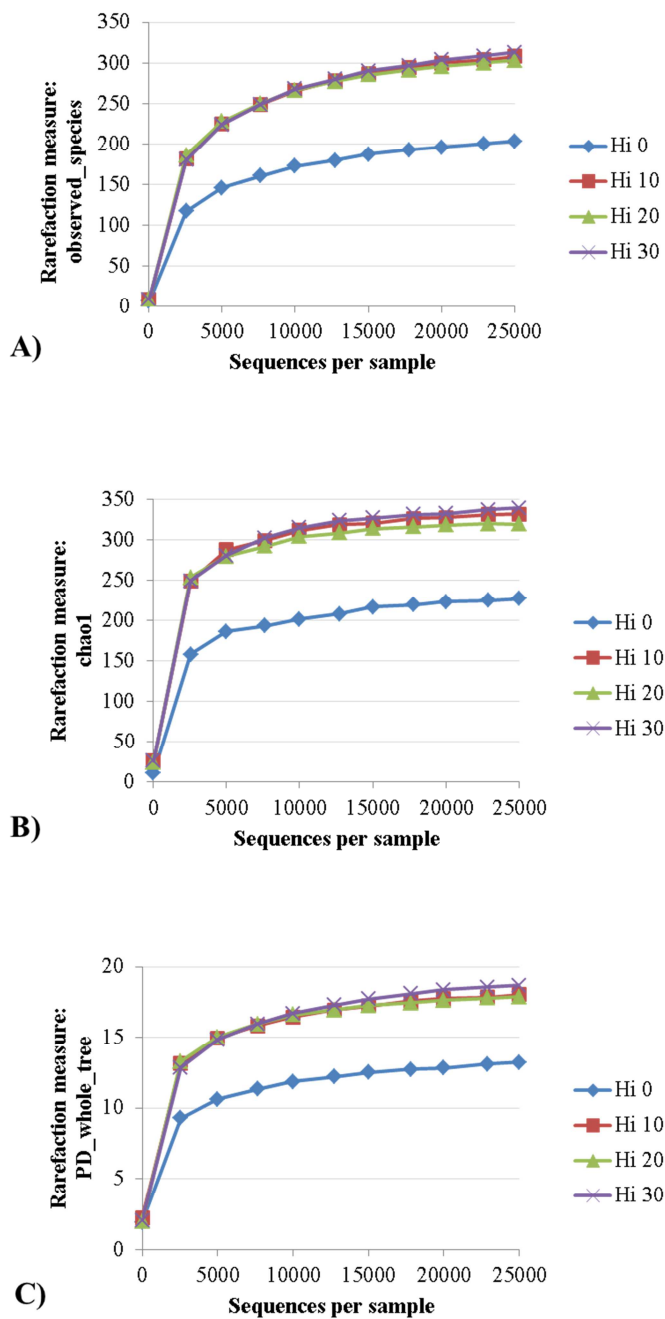 350
300
250
200
150
100
50
0
0 5000 10000 15000 20000 25000
Rarefaction measure:
observed_species
Sequences per sample
Hi 0
Hi 10
Hi 20
Hi 30
A)
350
300
250
200
150
100
50
0
0 5000 10000 15000 20000 25000
Rarefaction measure:
chao1
Sequences per sample
Hi 0
Hi 10
Hi 20
Hi 30
B)
20
15
10
5
0
0 5000 10000 15000 20000 25000
Rarefaction measure:
PD_whole_tree
Sequences per sample
Hi 0
Hi 10
Hi 20
Hi 30
C)